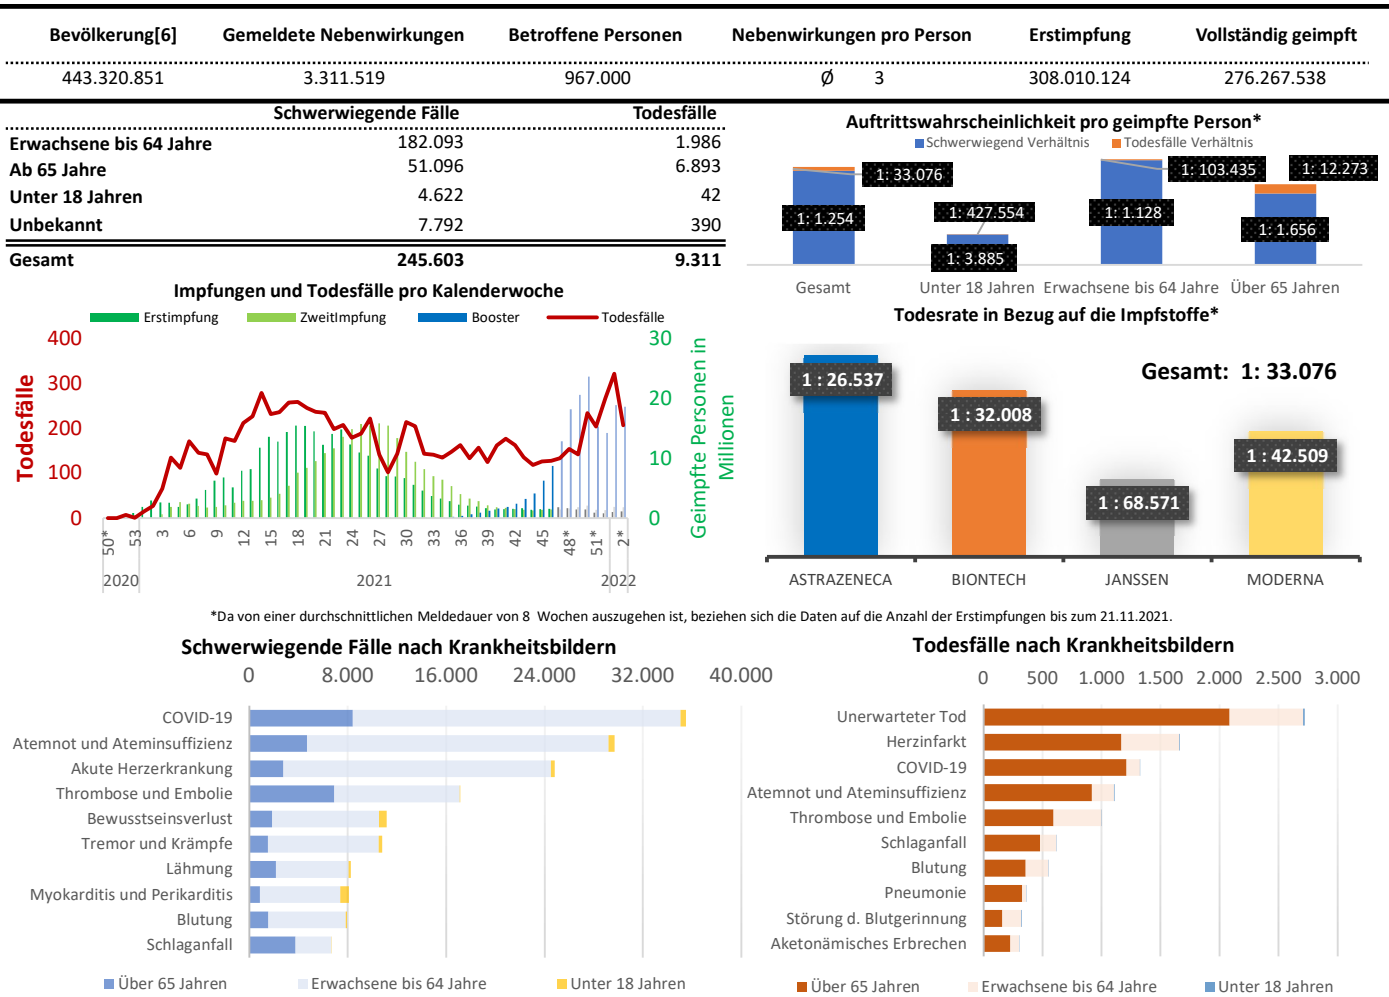 Bevölkerung[6] Gemeldete Nebenwirkungen Betroffene Personen Nebenwirkungen pro Person Erstimpfung Vollständig geimpft
443.320.851 3.311.519 967.000 Ø 3 308.010.124 276.267.538
Schwerwiegende Fälle Todesfälle
Erwachsene bis 64 Jahre 182.093 1.986
Ab 65 Jahre 51.096 6.893
Unter 18 Jahren 4.622 42
Unbekannt 7.792 390
Gesamt 245.603 9.311
Auftrittswahrscheinlichkeit pro geimpfte Person*
Schwerwiegend Verhältnis Todesfälle Verhältnis
1: 33.076 1: 103.435 1: 12.273
1: 1.254 1: 427.554 1: 1.128 1: 1.656
1: 3.885
Gesamt Unter 18 Jahren Erwachsene bis 64 Jahre Über 65 Jahren
Impfungen und Todesfälle pro Kalenderwoche
Erstimpfung ZweitImpfung Booster Todesfälle
Todesfälle
400
300
200
100
0
30
20
10
0
Geimpfte Personen in
Millionen
50* 53 3 6 9 12 15 18 21 24 27 30 33 36 39 42 45 48* 51* 2*
2020 2021 2022
Todesrate in Bezug auf die Impfstoffe*
Gesamt: 1: 33.076
1 : 26.537
1 : 32.008
1 : 68.571
1 : 42.509
ASTRAZENECA BIONTECH JANSSEN MODERNA
*Da von einer durchschnittlichen Meldedauer von 8 Wochen auszugehen ist, beziehen sich die Daten auf die Anzahl der Erstimpfungen bis zum 21.11.2021.
Schwerwiegende Fälle nach Krankheitsbildern
0 8.000 16.000 24.000 32.000 40.000
COVID-19
Atemnot und Ateminsuffizienz
Akute Herzerkrankung
Thrombose und Embolie
Bewusstseinsverlust
Tremor und Krämpfe
Lähmung
Myokarditis und Perikarditis
Blutung
Schlaganfall
Über 65 Jahren Erwachsene bis 64 Jahre Unter 18 Jahren
Todesfälle nach Krankheitsbildern
0 500 1.000 1.500 2.000 2.500 3.000
Unerwarteter Tod
Herzinfarkt
COVID-19
Atemnot und Ateminsuffizienz
Thrombose und Embolie
Schlaganfall
Blutung
Pneumonie
Störung d. Blutgerinnung
Aketonämisches Erbrechen
Über 65 Jahren Erwachsene bis 64 Jahre Unter 18 Jahren